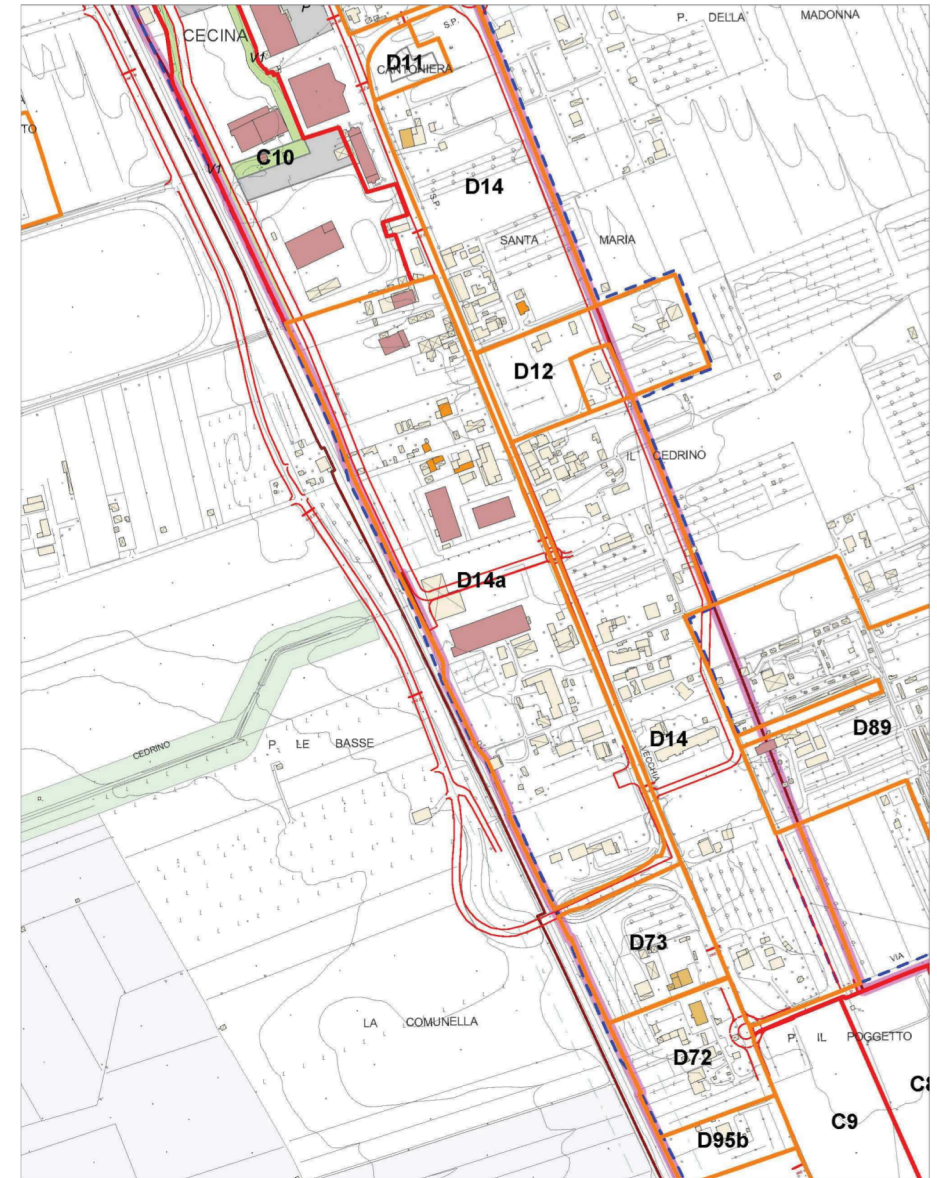 P. DELLA MADONNA
CECINA
P
S.P.
D11
CANTONIERA
V1
TO
C10
V1
D14
S.P.
SANTA MARIA
D12
IL CEDRINO
D14a
D89
D14
VECCHIA
CEDRINO
P. LE BASSE
D73
VIA
LA COMUNELLA
P. IL POGGETTO
D72
C9
D95b